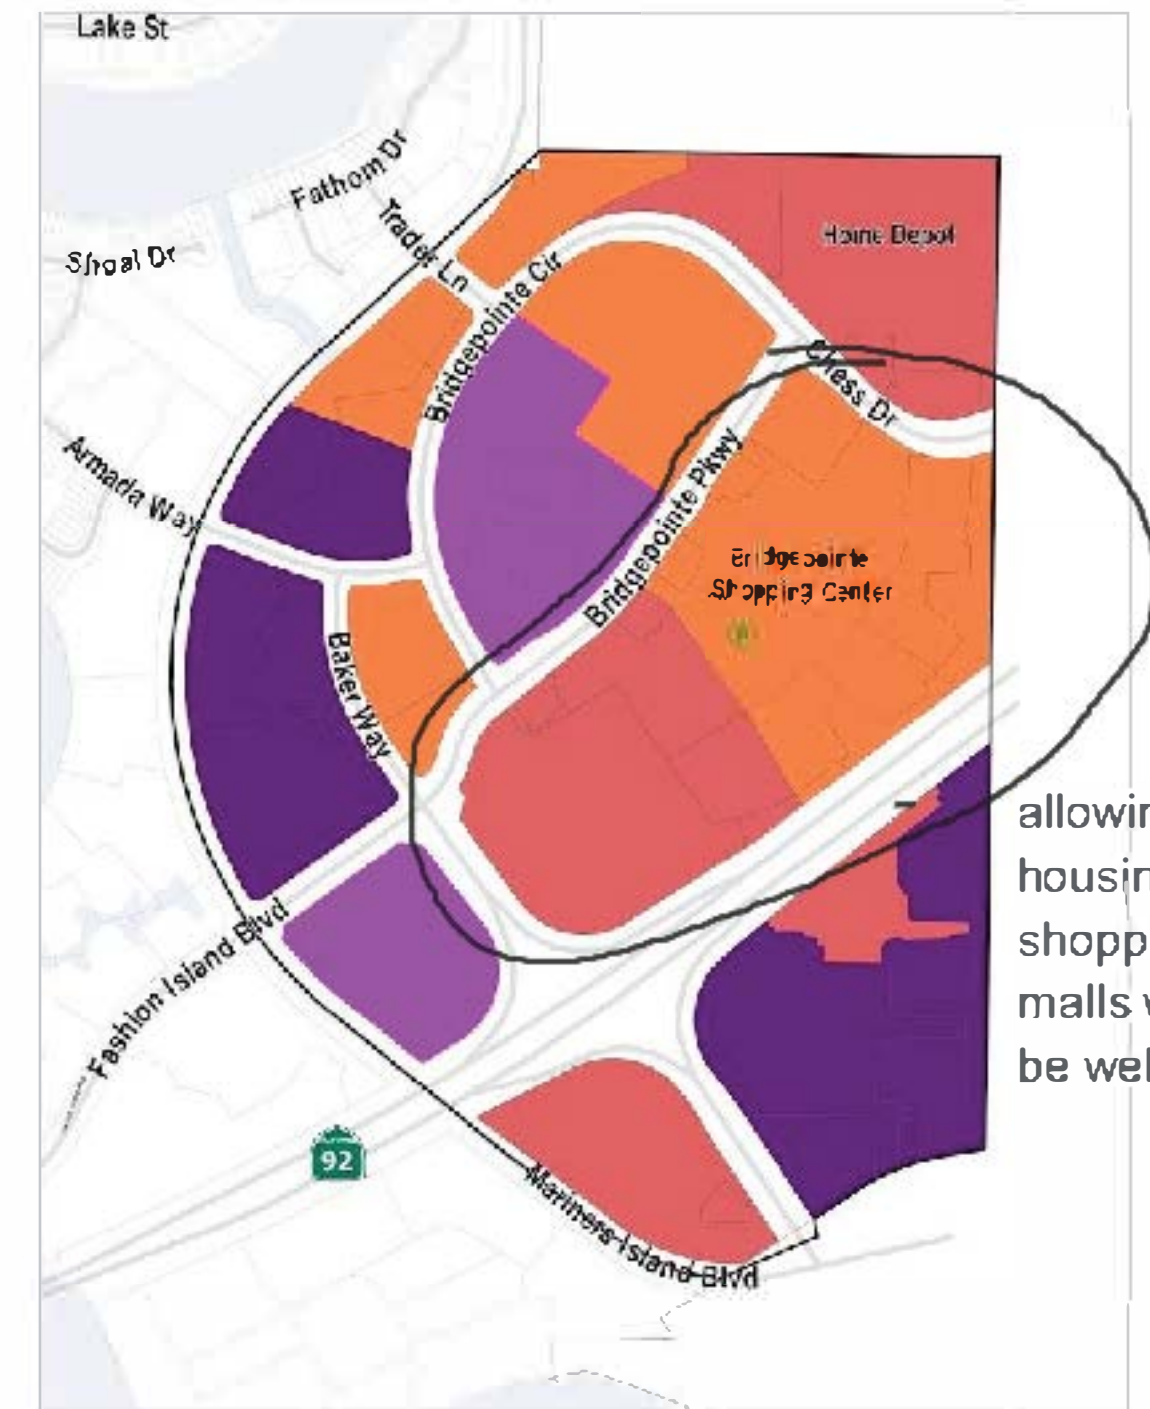 Lake St
Fathom Dr
Trader Ln
Shoal Dr
Home Depot
Bridgepointe Cir
Chess Dr
Armada Way
Bridgepointe Pkwy
Bridgepointe
Shopping Center
Baker Way
allowin
housin
shopp
malls
be wel
Fashion Island Blvd
92
Mariners Island Blvd